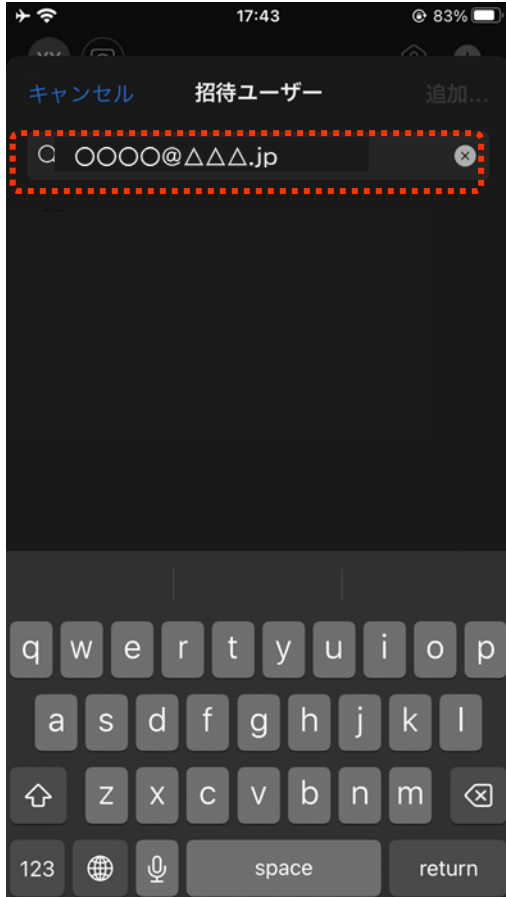 17:43 83%
キャンセル 招待ユーザー 追加...
○○○○@△△△.jp
q w e r t y u i o p
a s d f g h j k l
z x c v b n m
123 space return